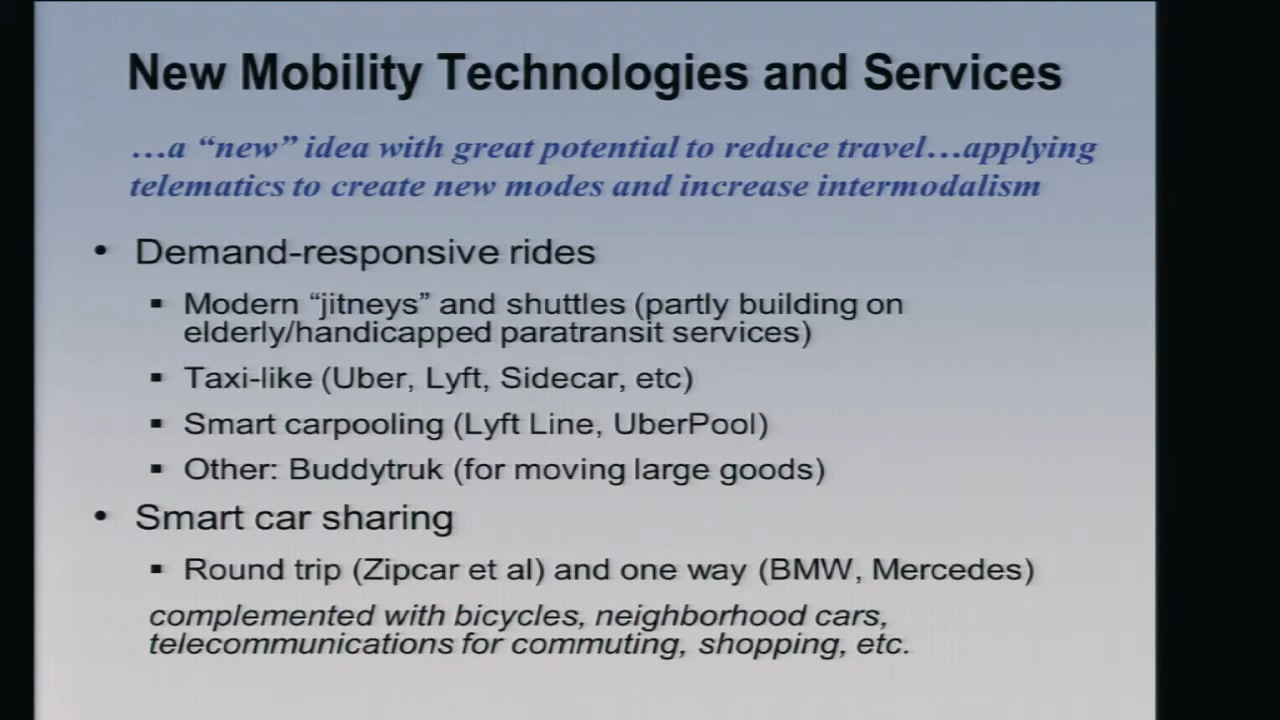 New Mobility Technologies and Services
…a “new” idea with great potential to reduce travel…applying
telematics to create new modes and increase intermodalism
• Demand-responsive rides
▪ Modern “jitneys” and shuttles (partly building on
elderly/handicapped paratransit services)
▪ Taxi-like (Uber, Lyft, Sidecar, etc)
▪ Smart carpooling (Lyft Line, UberPool)
▪ Other: Buddytruk (for moving large goods)
• Smart car sharing
▪ Round trip (Zipcar et al) and one way (BMW, Mercedes)
complemented with bicycles, neighborhood cars,
telecommunications for commuting, shopping, etc.